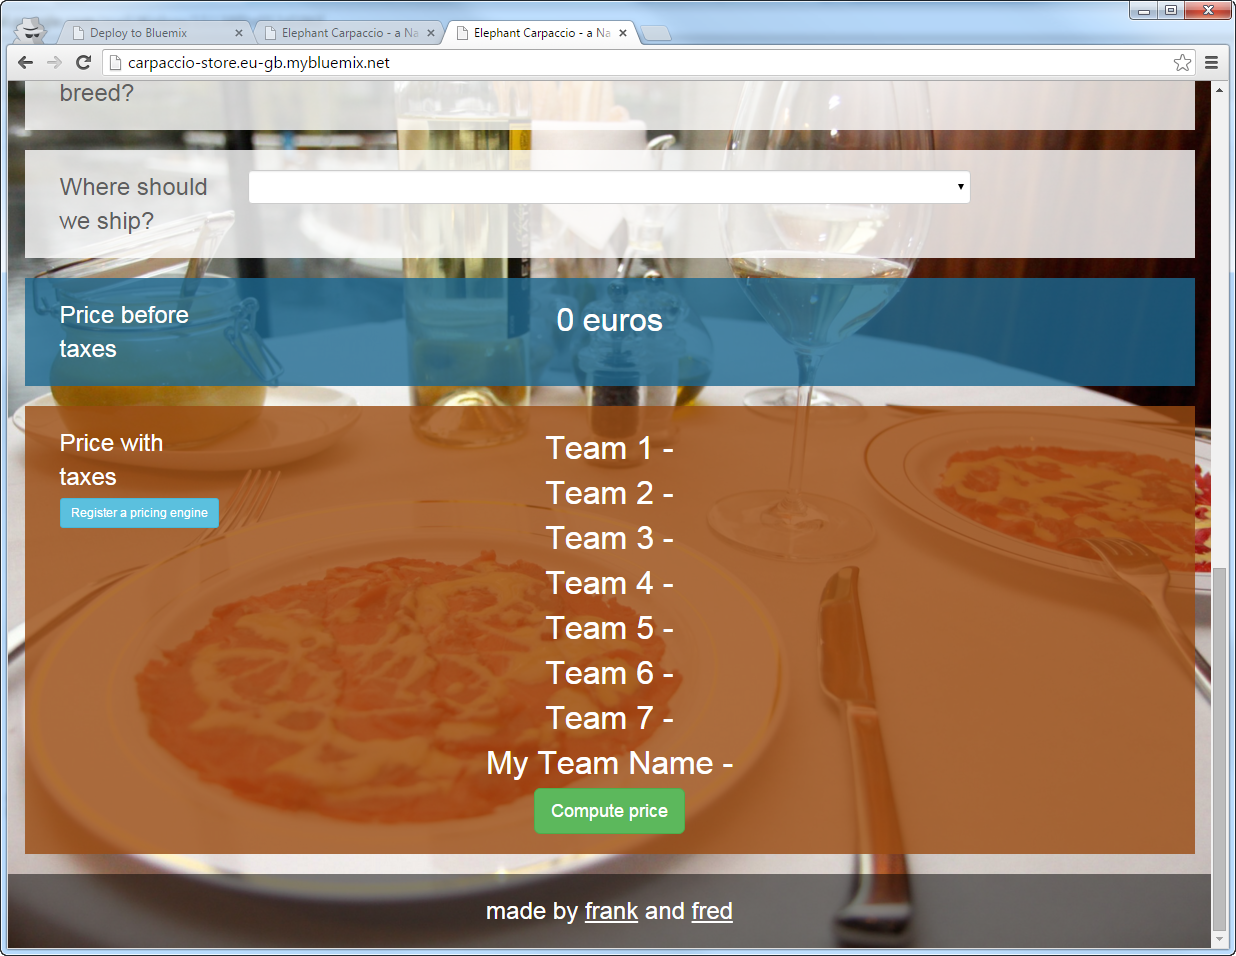 Deploy to Bluemix
Elephant Carpaccio - a Na
Elephant Carpaccio - a Na
carpaccio-store.eu-gb.mybluemix.net
breed?
Where should
we ship?
Price before
taxes
0 euros
Price with
taxes
Register a pricing engine
Team 1 -
Team 2 -
Team 3 -
Team 4 -
Team 5 -
Team 6 -
Team 7 -
My Team Name -
Compute price
made by frank and fred